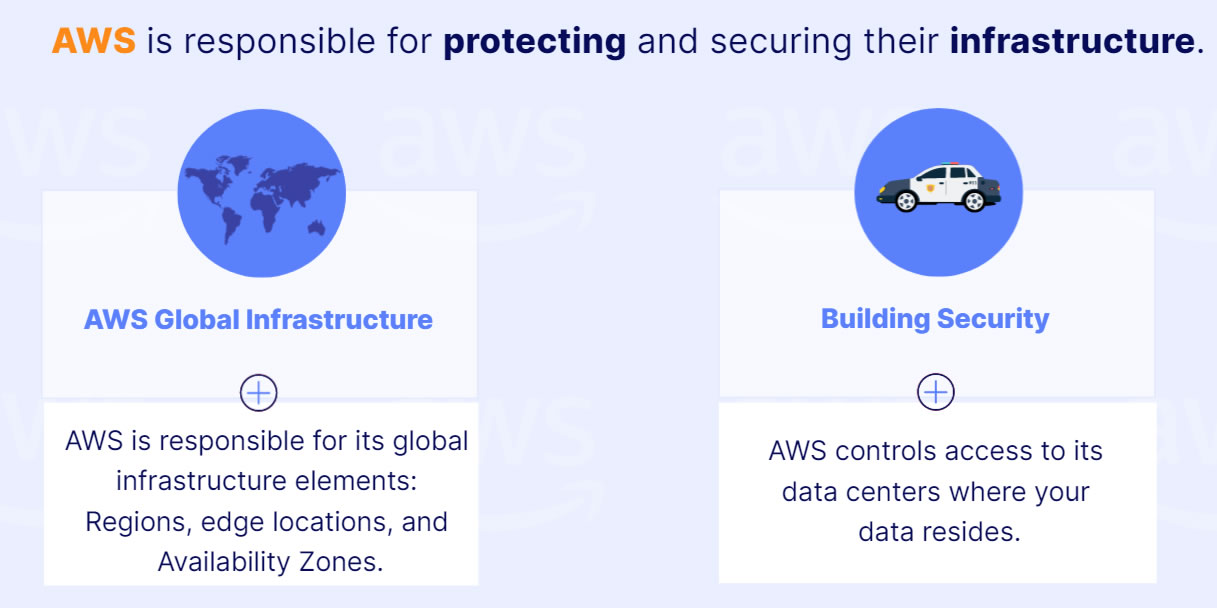 AWS is responsible for protecting and securing their infrastructure.
AWS Global Infrastructure
AWS is responsible for its global
infrastructure elements:
Regions, edge locations, and
Availability Zones.
Building Security
AWS controls access to its
data centers where your
data resides.